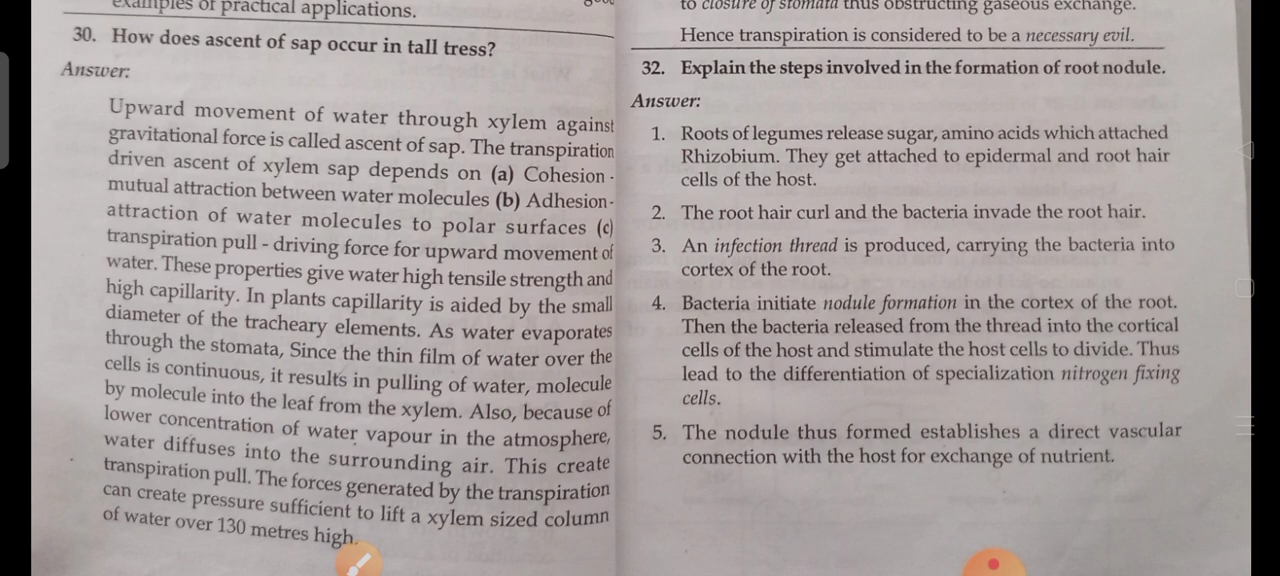 examples of practical applications.
30. How does ascent of sap occur in tall tress?
Answer:
Upward movement of water through xylem against
gravitational force is called ascent of sap. The transpiration
driven ascent of xylem sap depends on (a) Cohesion -
mutual attraction between water molecules (b) Adhesion-
attraction of water molecules to polar surfaces (c)
transpiration pull - driving force for upward movement of
water. These properties give water high tensile strength and
high capillarity. In plants capillarity is aided by the small
diameter of the tracheary elements. As water evaporates
through the stomata, Since the thin film of water over the
cells is continuous, it results in pulling of water, molecule
by molecule into the leaf from the xylem. Also, because of
lower concentration of water vapour in the atmosphere,
water diffuses into the surrounding air. This create
transpiration pull. The forces generated by the transpiration
can create pressure sufficient to lift a xylem sized column
of water over 130 metres high.
to closure of stomata thus obstructing gaseous exchange.
Hence transpiration is considered to be a necessary evil.
32. Explain the steps involved in the formation of root nodule.
Answer:
1. Roots of legumes release sugar, amino acids which attached
Rhizobium. They get attached to epidermal and root hair
cells of the host.
2. The root hair curl and the bacteria invade the root hair.
3. An infection thread is produced, carrying the bacteria into
cortex of the root.
4. Bacteria initiate nodule formation in the cortex of the root.
Then the bacteria released from the thread into the cortical
cells of the host and stimulate the host cells to divide. Thus
lead to the differentiation of specialization nitrogen fixing
cells.
5. The nodule thus formed establishes a direct vascular
connection with the host for exchange of nutrient.